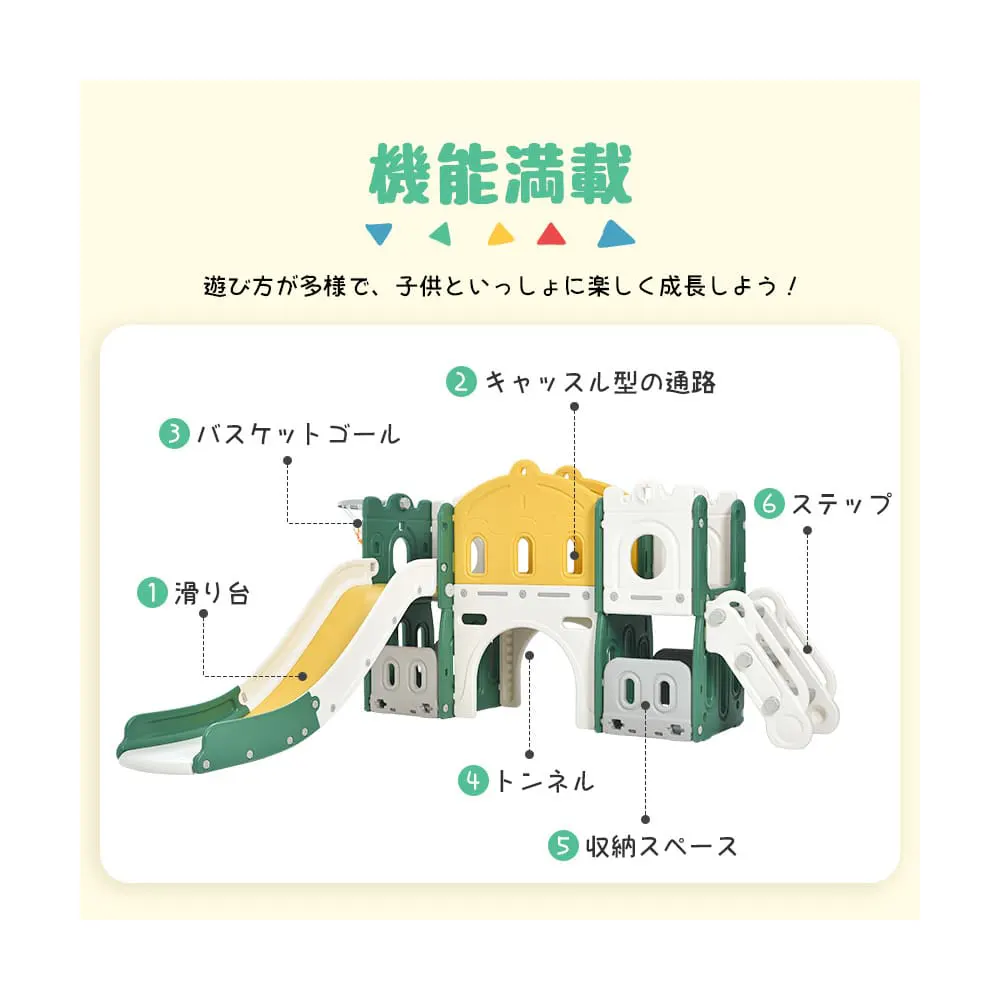 機能満載
遊び方が多様で、子供といっしょに楽しく成長しよう！
2 キャッスル型の通路
3 バスケットゴール
6 ステップ
1 滑り台
4 トンネル
5 収納スペース